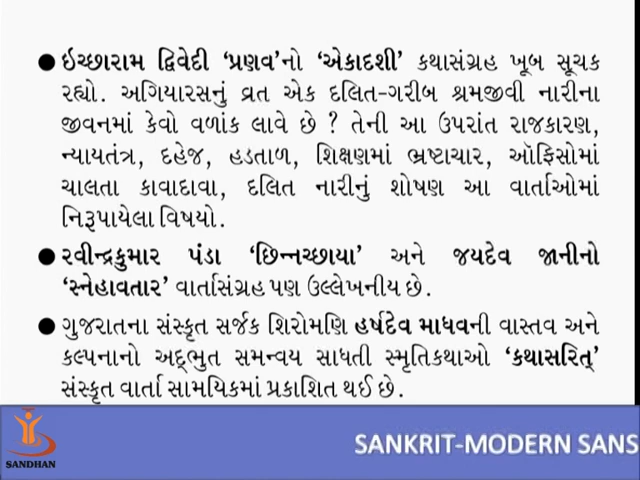 ● ઇચ્છારામ દ્વિવેદી ‘પ્રણવ’નો ‘એકાદશી’ કથાસંગ્રહ ખૂબ સૂચક
રહ્યો. અગિયારસનું વ્રત એક દલિત-ગરીબ શ્રમજીવી નારીના
જીવનમાં કેવો વળાંક લાવે છે ? તેની આ ઉપરાંત રાજકારણ,
ન્યાયતંત્ર, દહેજ, હડતાળ, શિક્ષણમાં ભ્રષ્ટાચાર, ઑફિસોમાં
ચાલતા કાવાદાવા, દલિત નારીનું શોષણ આ વાર્તાઓમાં
નિરૂપાયેલા વિષયો.
● રવીન્દ્રકુમાર પંડા ‘છિન્નચ્છાયા’ અને જયદેવ જાનીનો
‘સ્નેહાવતાર’ વાર્તાસંગ્રહ પણ ઉલ્લેખનીય છે.
● ગુજરાતના સંસ્કૃત સર્જક શિરોમણિ હર્ષદેવ માધવની વાસ્તવ અને
કલ્પનાનો અદ્ભુત સમન્વય સાધતી સ્મૃતિકથાઓ ‘કથાસરિત્’
સંસ્કૃત વાર્તા સામયિકમાં પ્રકાશિત થઈ છે.
SANKRIT-MODERN SANS
SANDHAN